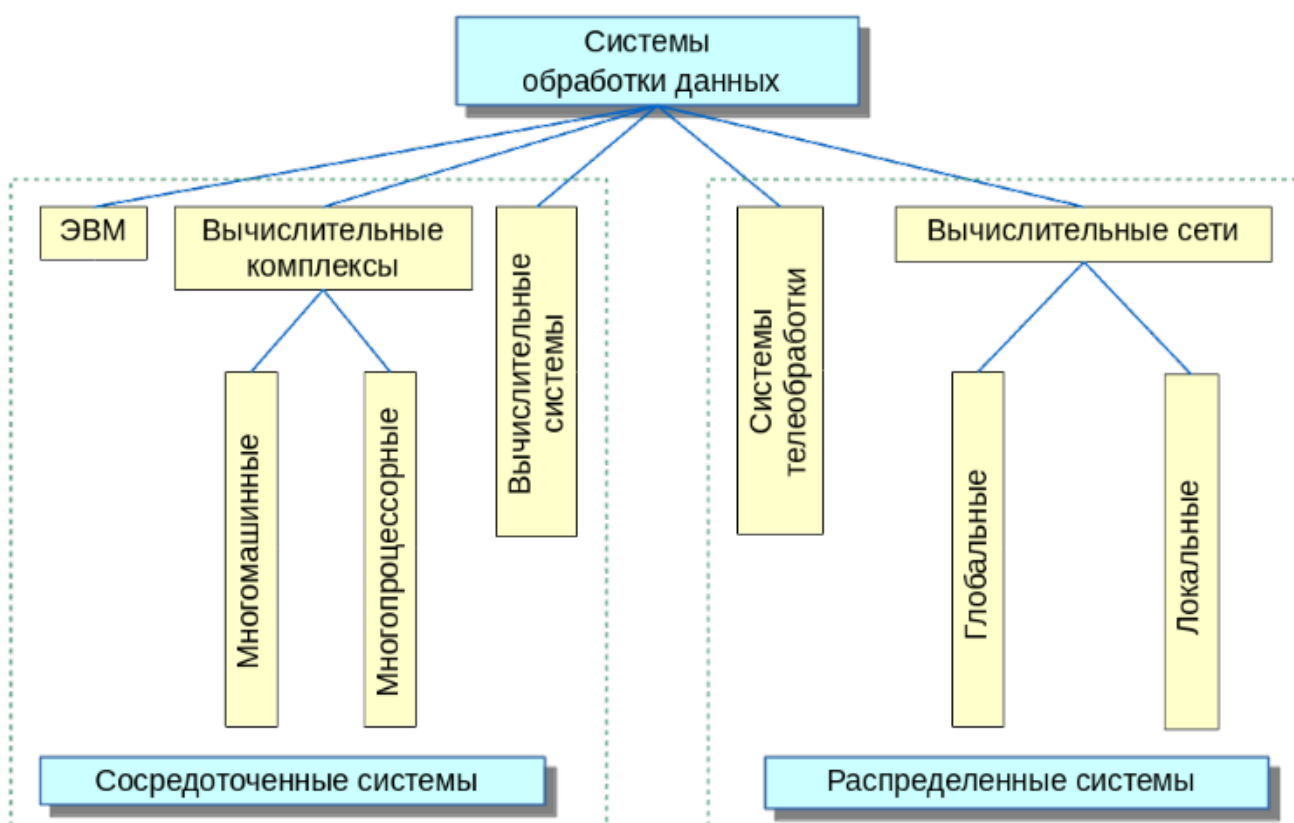 Системы
обработки данных
ЭВМ
Вычислительные
комплексы
Вычислительные
системы
Системы
телеобработки
Вычислительные сети
Многомашинные
Многопроцессорные
Глобальные
Локальные
Сосредоточенные системы
Распределенные системы